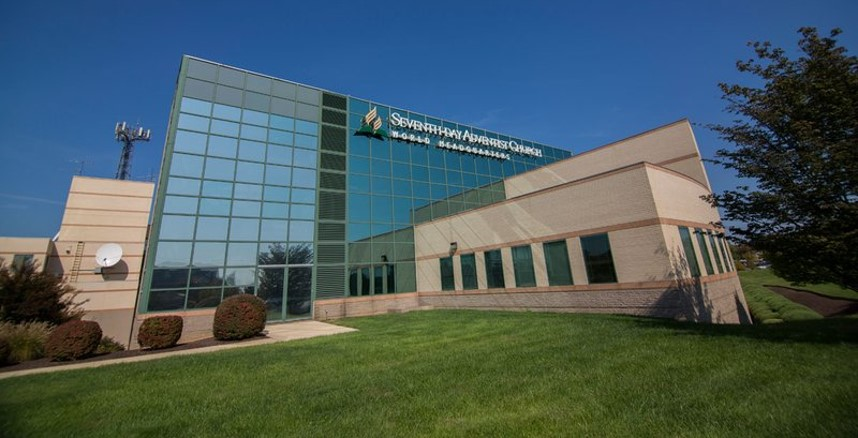 SEVENTH-DAY ADVENTIST CHURCH
WORLD HEADQUARTERS